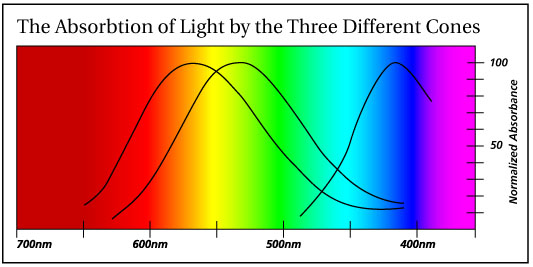 The Absorbtion of Light by the Three Different Cones
100
50
Normalized Absorbance
700nm 600nm 500nm 400nm